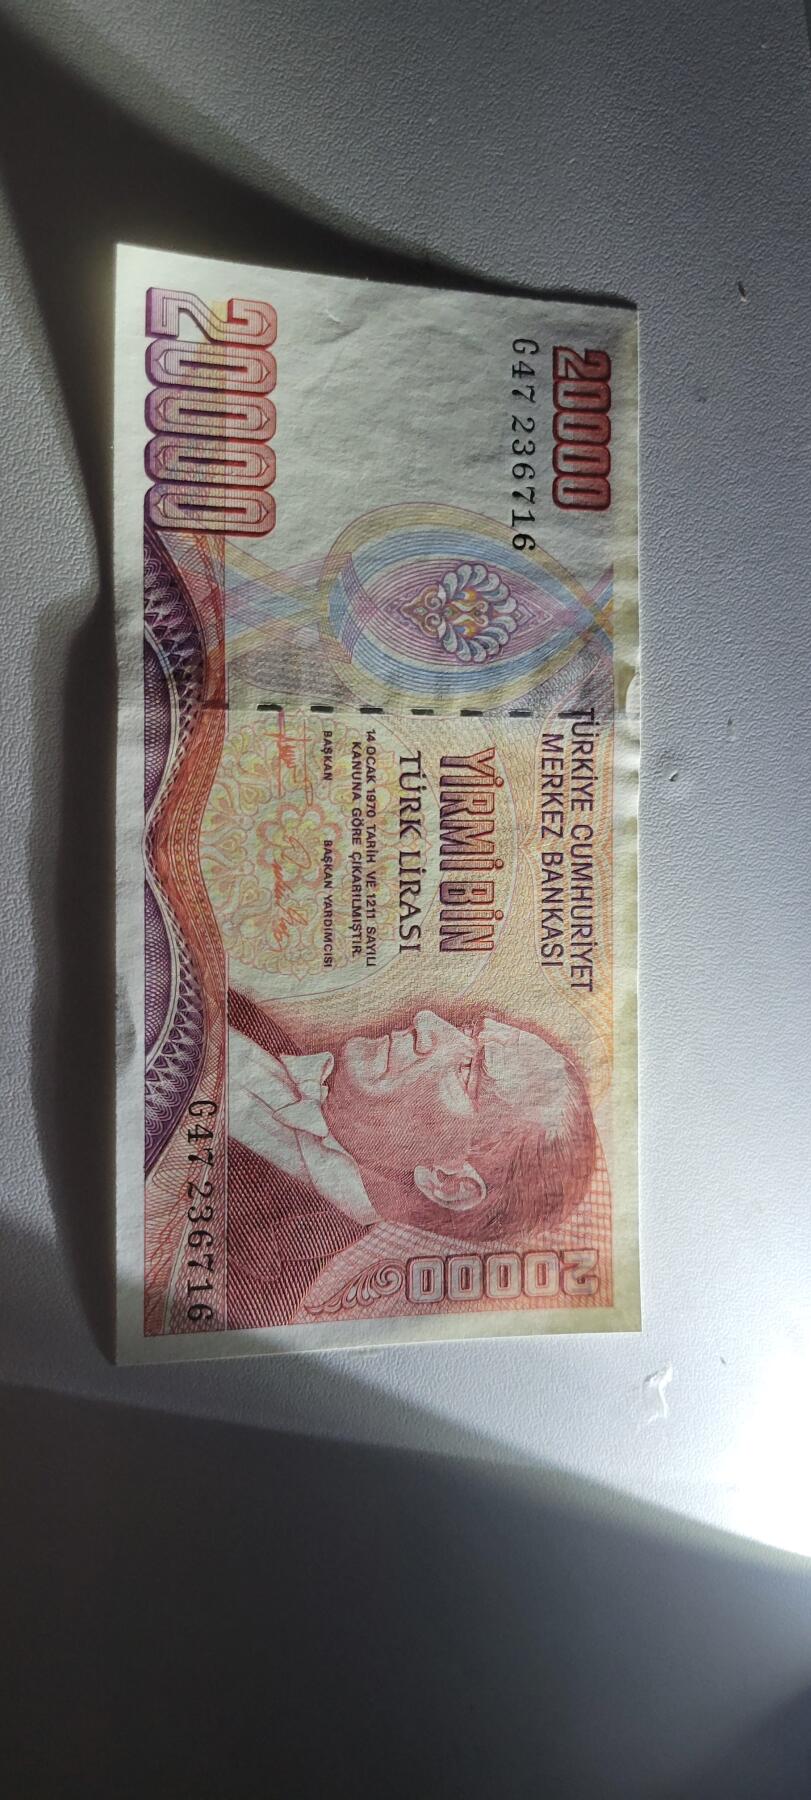 20000
G47 236716
TÜRKİYE CUMHURİYET
MERKEZ BANKASI
YİRMİ BİN
TÜRK LİRASI
14 OCAK 1970 TARİH VE 1211 SAYILI
KANUNA GÖRE ÇIKARILMIŞTIR.
BAŞKAN BAŞKAN YARDIMCISI
20000
20000
G47 236716